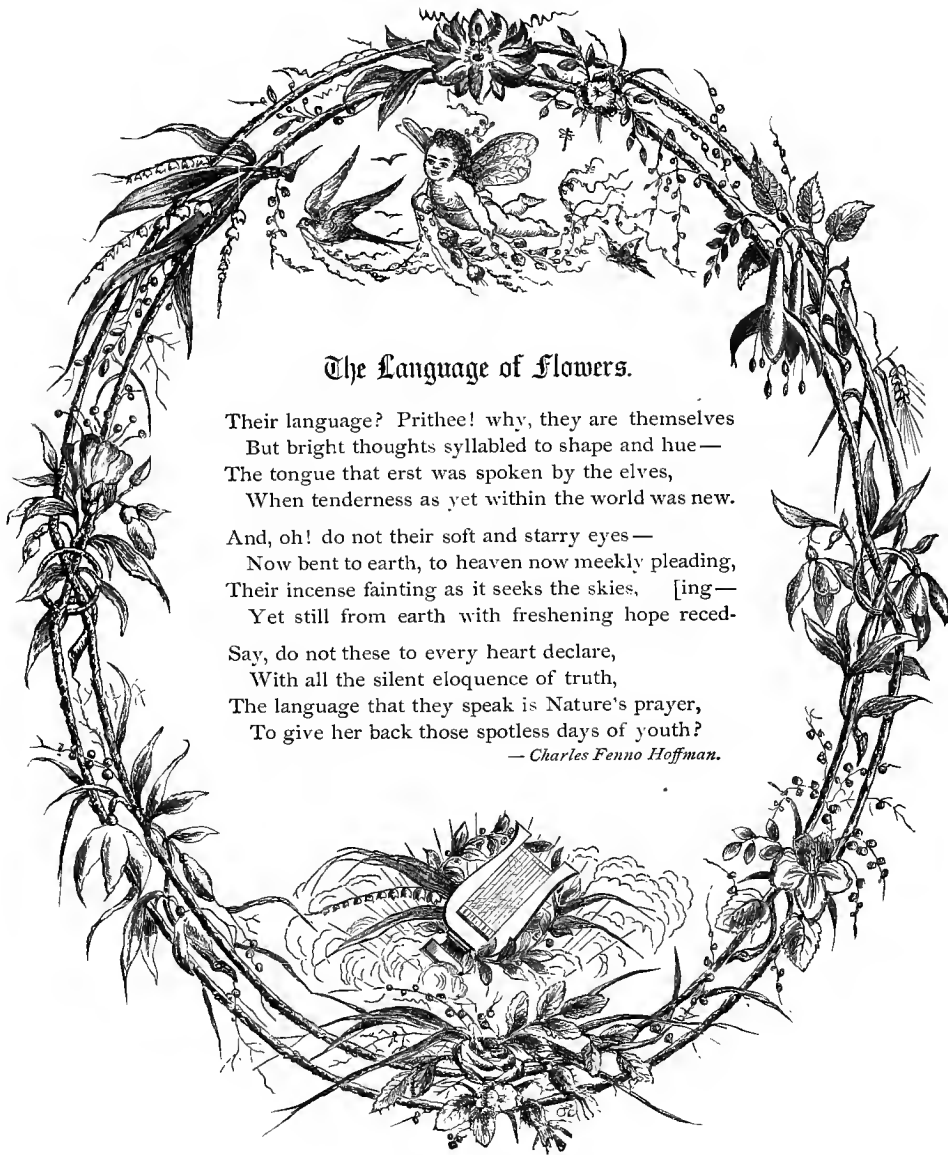 The Language of Flowers.
Their language? Prithee! why, they are themselves
But bright thoughts syllabled to shape and hue—
The tongue that erst was spoken by the elves,
When tenderness as yet within the world was new.
And, oh! do not their soft and starry eyes—
Now bent to earth, to heaven now meekly pleading,
Their incense fainting as it seeks the skies, [ing—
Yet still from earth with freshening hope reced-
Say, do not these to every heart declare,
With all the silent eloquence of truth,
The language that they speak is Nature's prayer,
To give her back those spotless days of youth?
— Charles Fenno Hoffman.